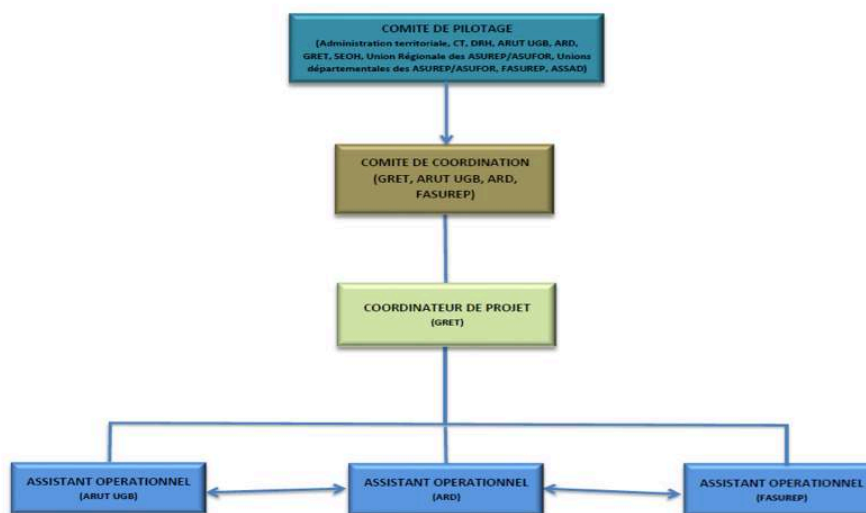 COMITE DE PILOTAGE
(Administration territoriale, CT, DRH, ARUT UGB, ARD,
GRET, SEOH, Union Régionale des ASUREP/ASUFOR, Unions
départementales des ASUREP/ASUFOR, FASUREP, ASSAD)
COMITE DE COORDINATION
(GRET, ARUT UGB, ARD,
FASUREP)
COORDINATEUR DE PROJET
(GRET)
ASSISTANT OPERATIONNEL
(ARUT UGB)
ASSISTANT OPERATIONNEL
(ARD)
ASSISTANT OPERATIONNEL
(FASUREP)